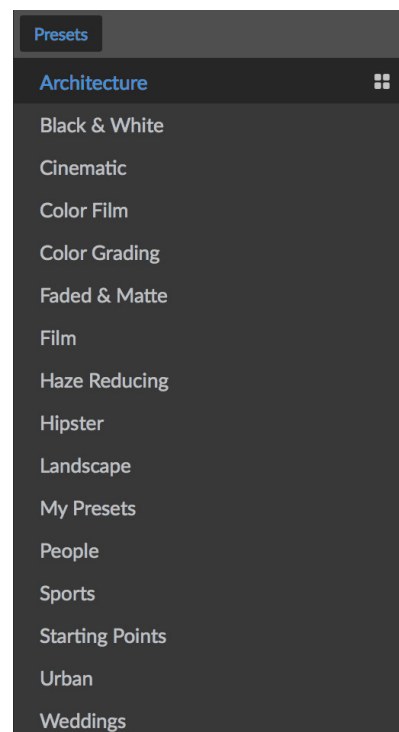 Presets
Architecture
Black & White
Cinematic
Color Film
Color Grading
Faded & Matte
Film
Haze Reducing
Hipster
Landscape
My Presets
People
Sports
Starting Points
Urban
Weddings